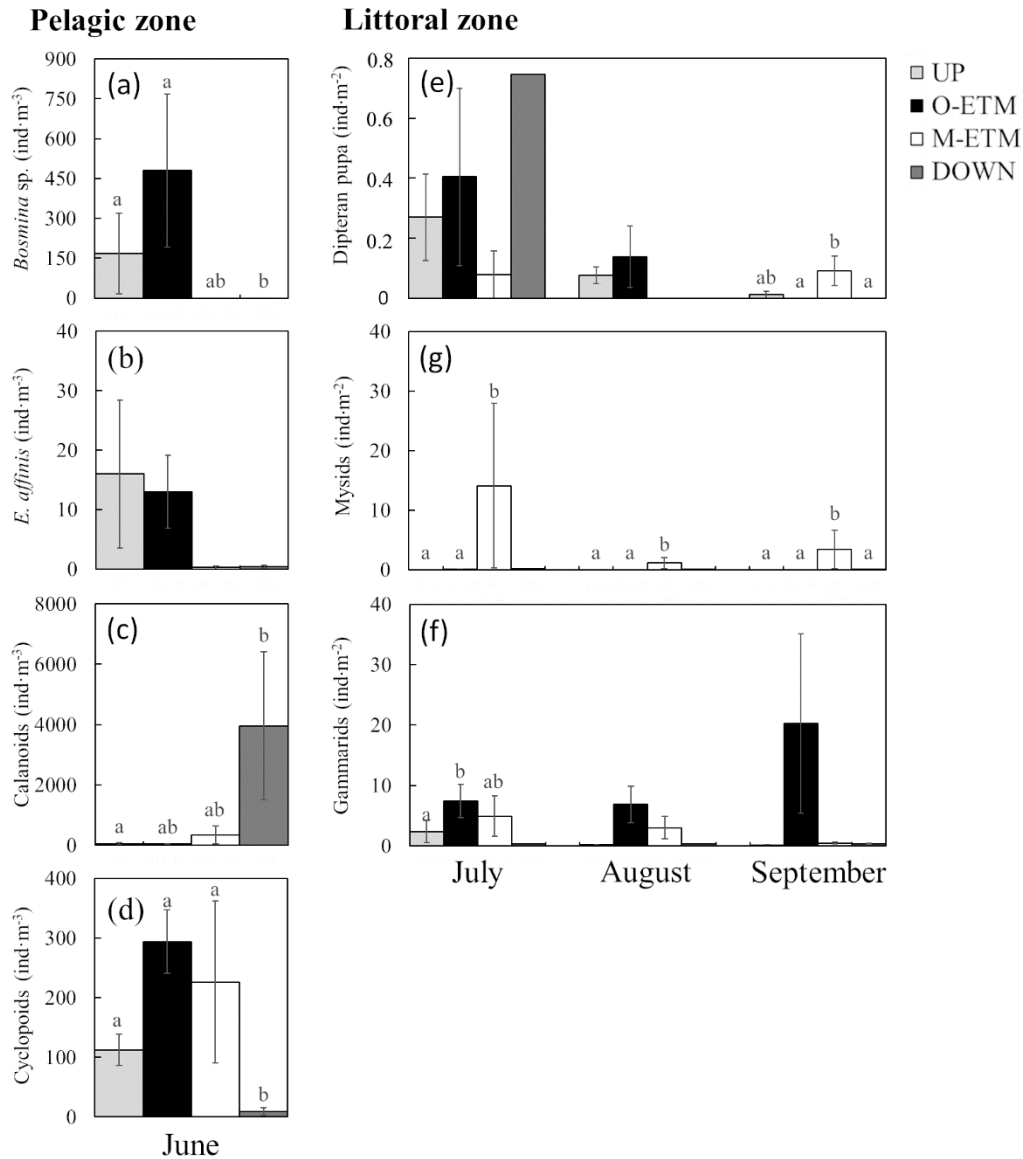 Pelagic zone
Littoral zone
Bosmina sp. (ind·m-3)
900
750
600
450
300
150
0
(a)
a
a
ab
b
Dipteran pupa (ind·m-2)
0.8
0.6
0.4
0.2
0
(e)
ab
a
b
a
UP
O-ETM
M-ETM
DOWN
E. affinis (ind·m-3)
40
30
20
10
0
(b)
Mysids (ind·m-2)
40
30
20
10
0
(g)
a
a
b
a
a
b
a
a
b
a
Calanoids (ind·m-3)
8000
6000
4000
2000
0
(c)
a
ab
ab
b
Gammarids (ind·m-2)
40
30
20
10
0
(f)
a
b
ab
July
August
September
Cyclopoids (ind·m-3)
400
300
200
100
0
(d)
a
a
a
b
June